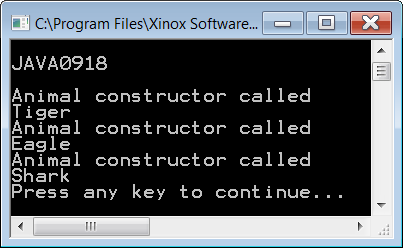 C:\Program Files\Xinox Software...
JAVA0918
Animal constructor called
Tiger
Animal constructor called
Eagle
Animal constructor called
Shark
Press any key to continue...